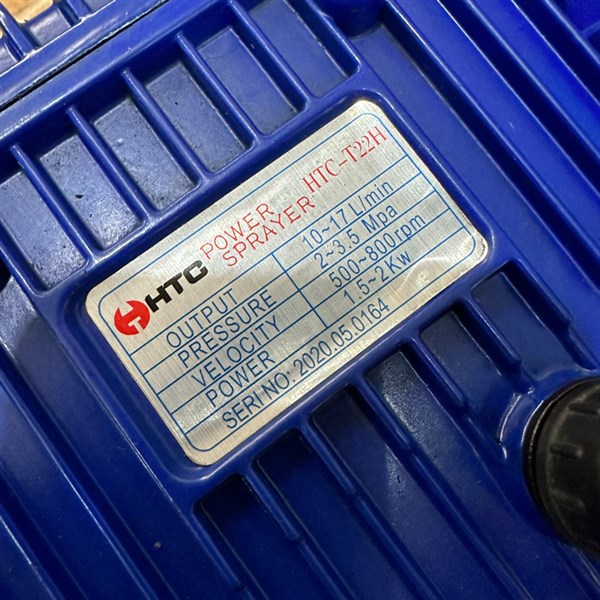 HTC POWER SPRAYER HTC-T22H
OUTPUT 10~17 L/min
PRESSURE 2~3.5 Mpa
VELOCITY 500~800rpm
POWER 1.5~2Kw
SERI NO: 2020.05.0164